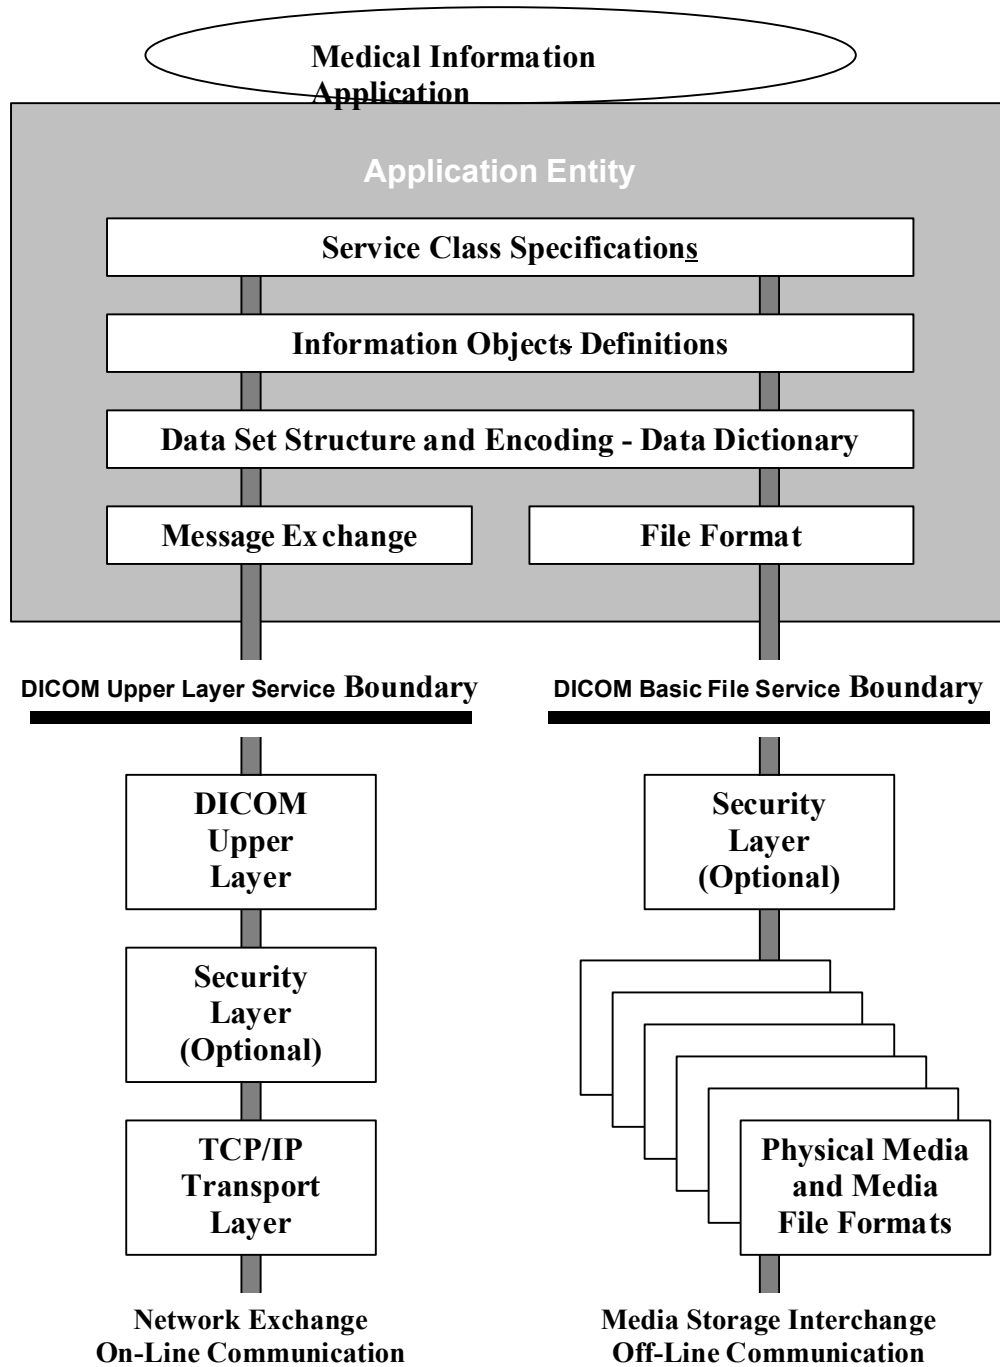 Medical Information
Application
Application Entity
Service Class Specifications
Information Objects Definitions
Data Set Structure and Encoding - Data Dictionary
Message Exchange
File Format
DICOM Upper Layer Service Boundary
DICOM Basic File Service Boundary
DICOM
Upper
Layer
Security
Layer
(Optional)
TCP/IP
Transport
Layer
Network Exchange
On-Line Communication
Security
Layer
(Optional)
Physical Media
and Media
File Formats
Media Storage Interchange
Off-Line Communication